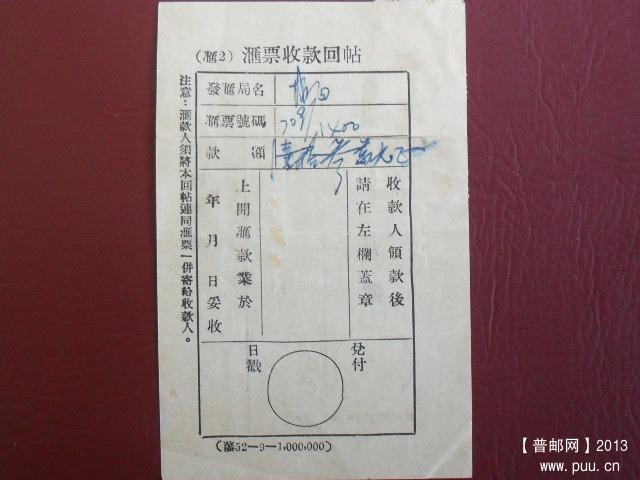 (滙2) 滙票收款回帖
發滙局名
滙票號碼 709/1400
款額
收款人領款後
請在左欄蓋章
上開滙款業於
年 月 日妥收
兌付
日戳
注意：滙款人須將本回帖連同滙票一併寄給收款人。
52—9—1,000,000)
【普邮网】2013
www.puu.cn